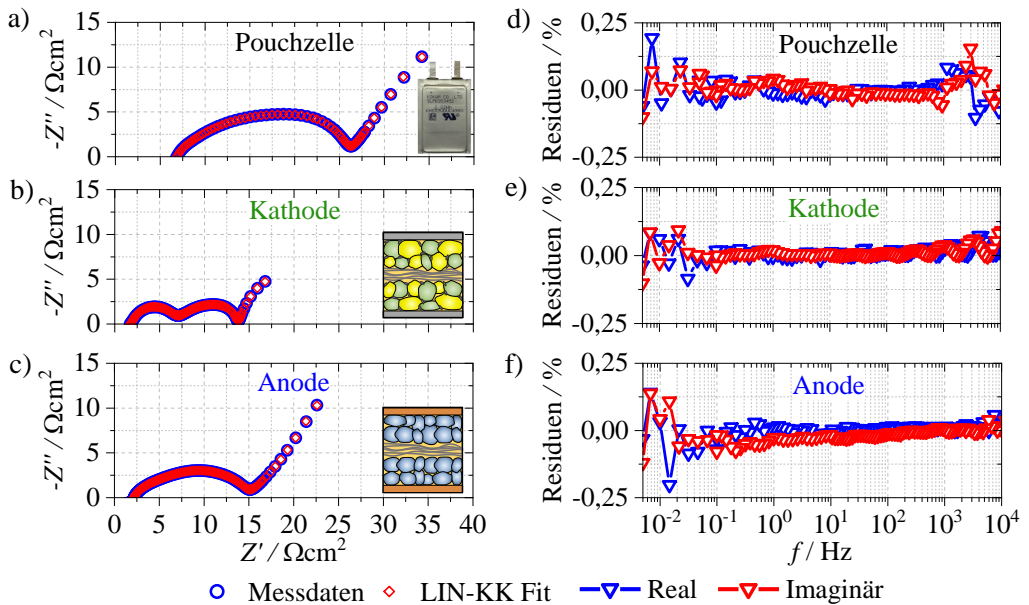 a)
Pouchzelle
-Z'' / Ωcm²
15
10
5
0
b)
Kathode
-Z'' / Ωcm²
15
10
5
0
c)
Anode
-Z'' / Ωcm²
15
10
5
0
0 5 10 15 20 25 30 35 40
Z' / Ωcm²
d)
Pouchzelle
Residuen / %
0,25
0,00
-0,25
e)
Kathode
Residuen / %
0,25
0,00
-0,25
f)
Anode
Residuen / %
0,25
0,00
-0,25
10⁻² 10⁻¹ 10⁰ 10¹ 10² 10³ 10⁴
f / Hz
Messdaten LIN-KK Fit Real Imaginär